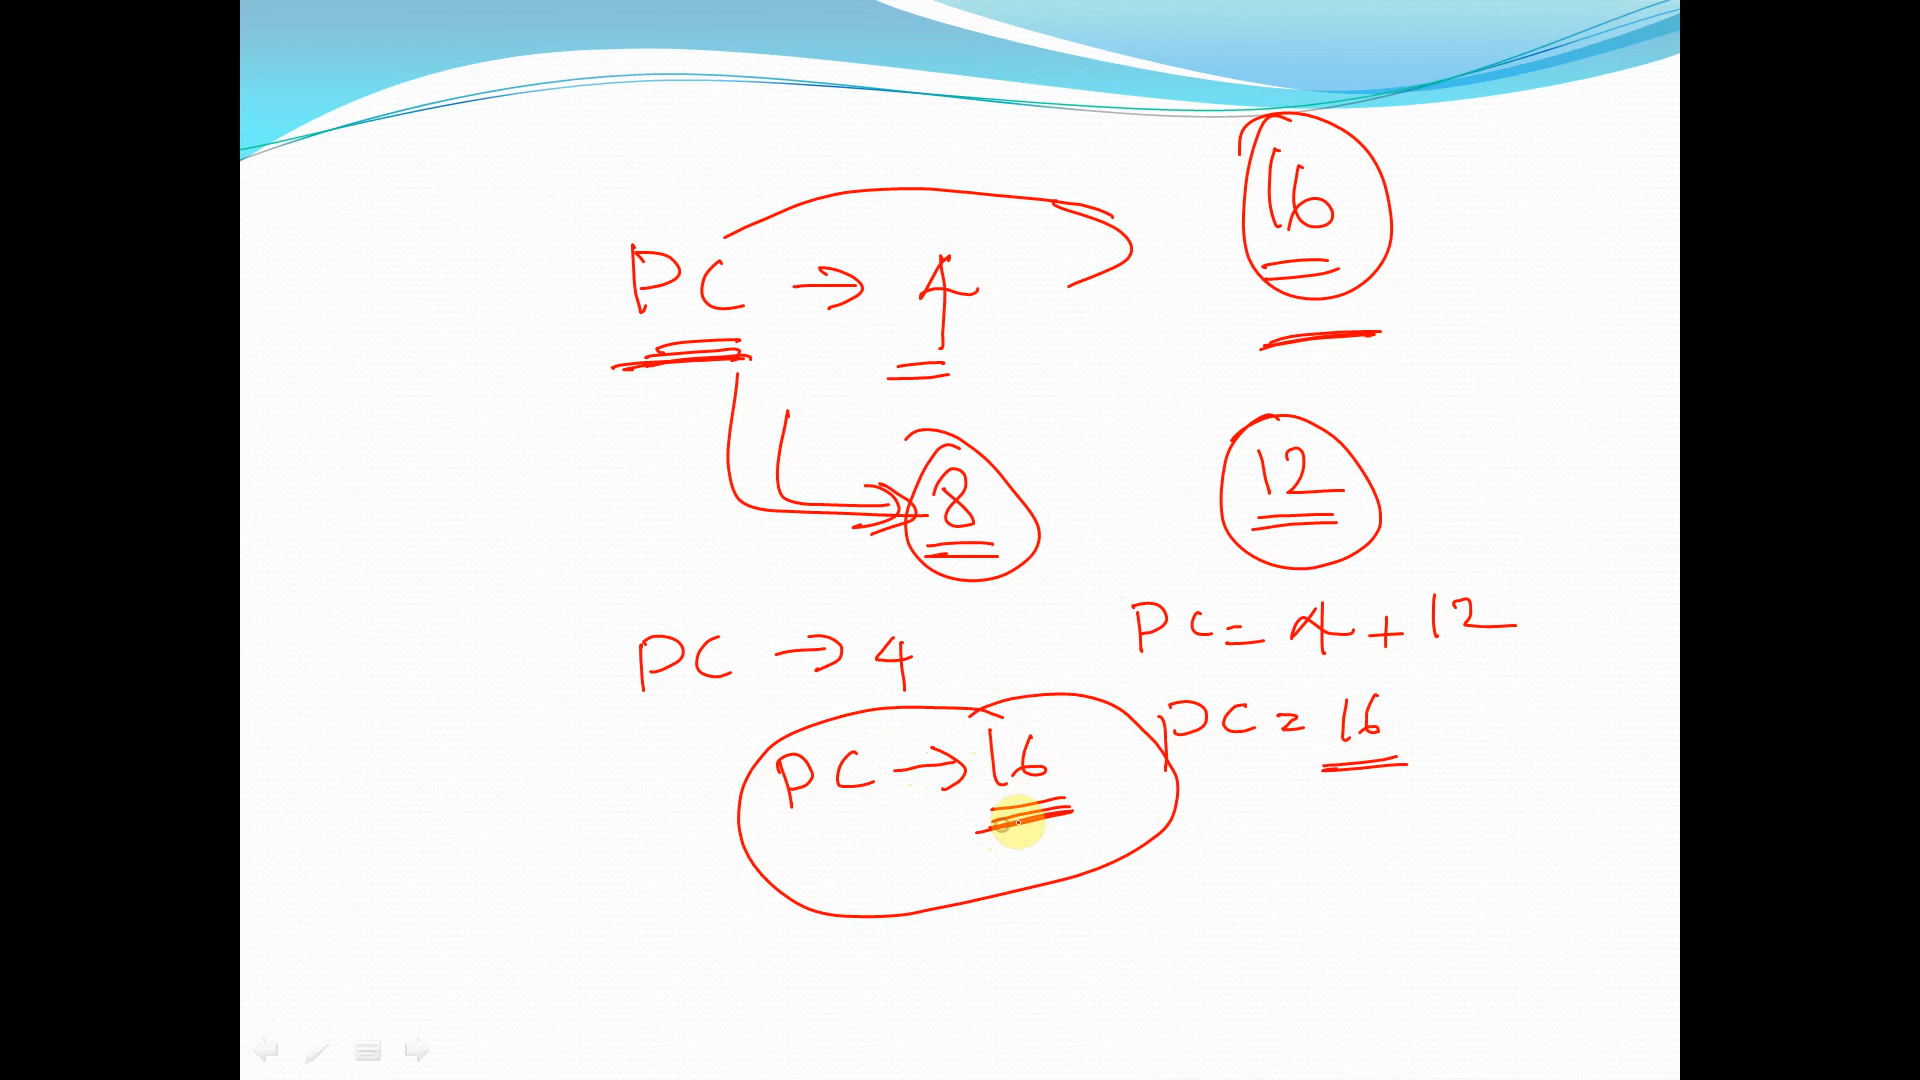 16
PC → 4
8
12
PC = 4 + 12
PC → 4
PC = 16
PC → 16